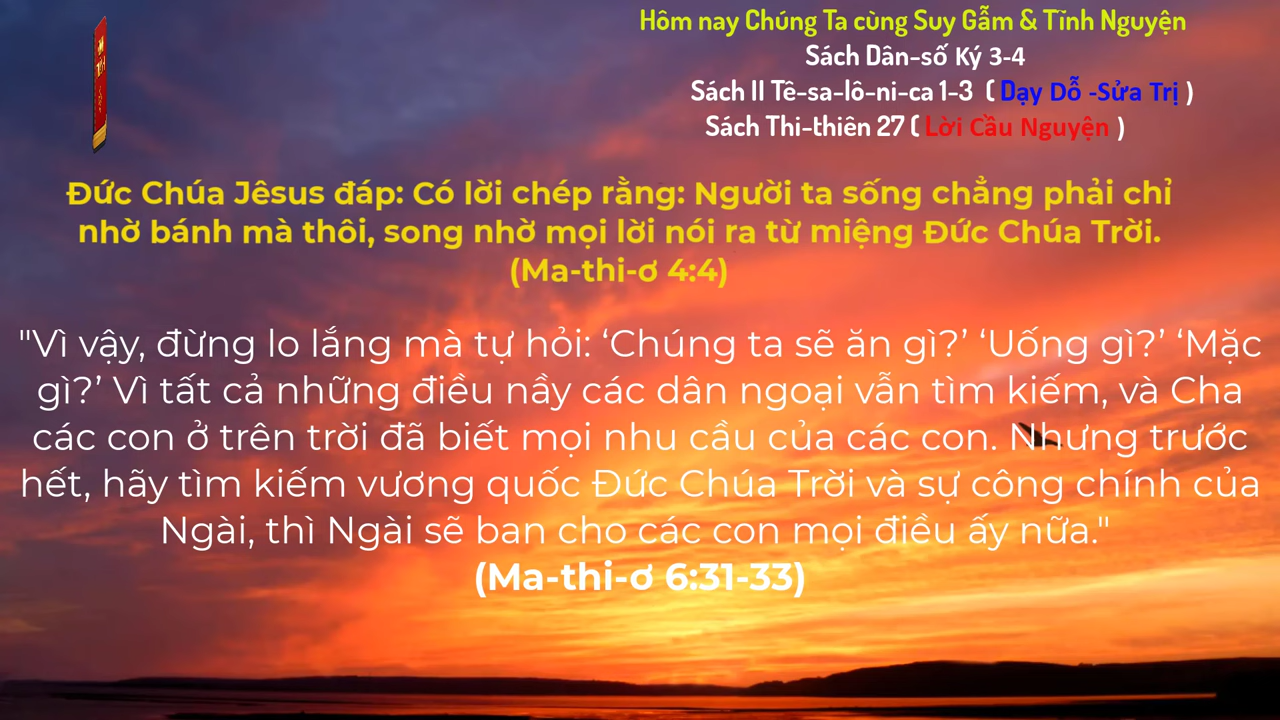 Hôm nay Chúng Ta cùng Suy Gẫm & Tĩnh Nguyện
Sách Dân-số Ký 3-4
Sách II Tê-sa-lô-ni-ca 1-3 ( Dạy Dỗ -Sửa Trị )
Sách Thi-thiên 27 ( Lời Cầu Nguyện )
Đức Chúa Jêsus đáp: Có lời chép rằng: Người ta sống chẳng phải chỉ
nhờ bánh mà thôi, song nhờ mọi lời nói ra từ miệng Đức Chúa Trời.
(Ma-thi-ơ 4:4)
"Vì vậy, đừng lo lắng mà tự hỏi: ‘Chúng ta sẽ ăn gì?’ ‘Uống gì?’ ‘Mặc
gì?’ Vì tất cả những điều nầy các dân ngoại vẫn tìm kiếm, và Cha
các con ở trên trời đã biết mọi nhu cầu của các con. Nhưng trước
hết, hãy tìm kiếm vương quốc Đức Chúa Trời và sự công chính của
Ngài, thì Ngài sẽ ban cho các con mọi điều ấy nữa."
(Ma-thi-ơ 6:31-33)